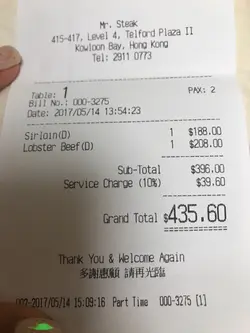 Mr. Steak
415-417, Level 4, Telford Plaza II
Kowloon Bay, Hong Kong
Tel: 2911 0773
Table: 1 PAX: 2
Bill No.: 000-3275
Date: 2017/05/14 13:54:23
Sirloin(D) 1 $188.00
Lobster Beef(D) 1 $208.00
Sub-Total $396.00
Service Charge (10%) $39.60
Grand Total $435.60
Thank You & Welcome Again
多謝惠顧 請再光臨
002-2017/05/14 15:09:16 Part Time 000-3275 [1]